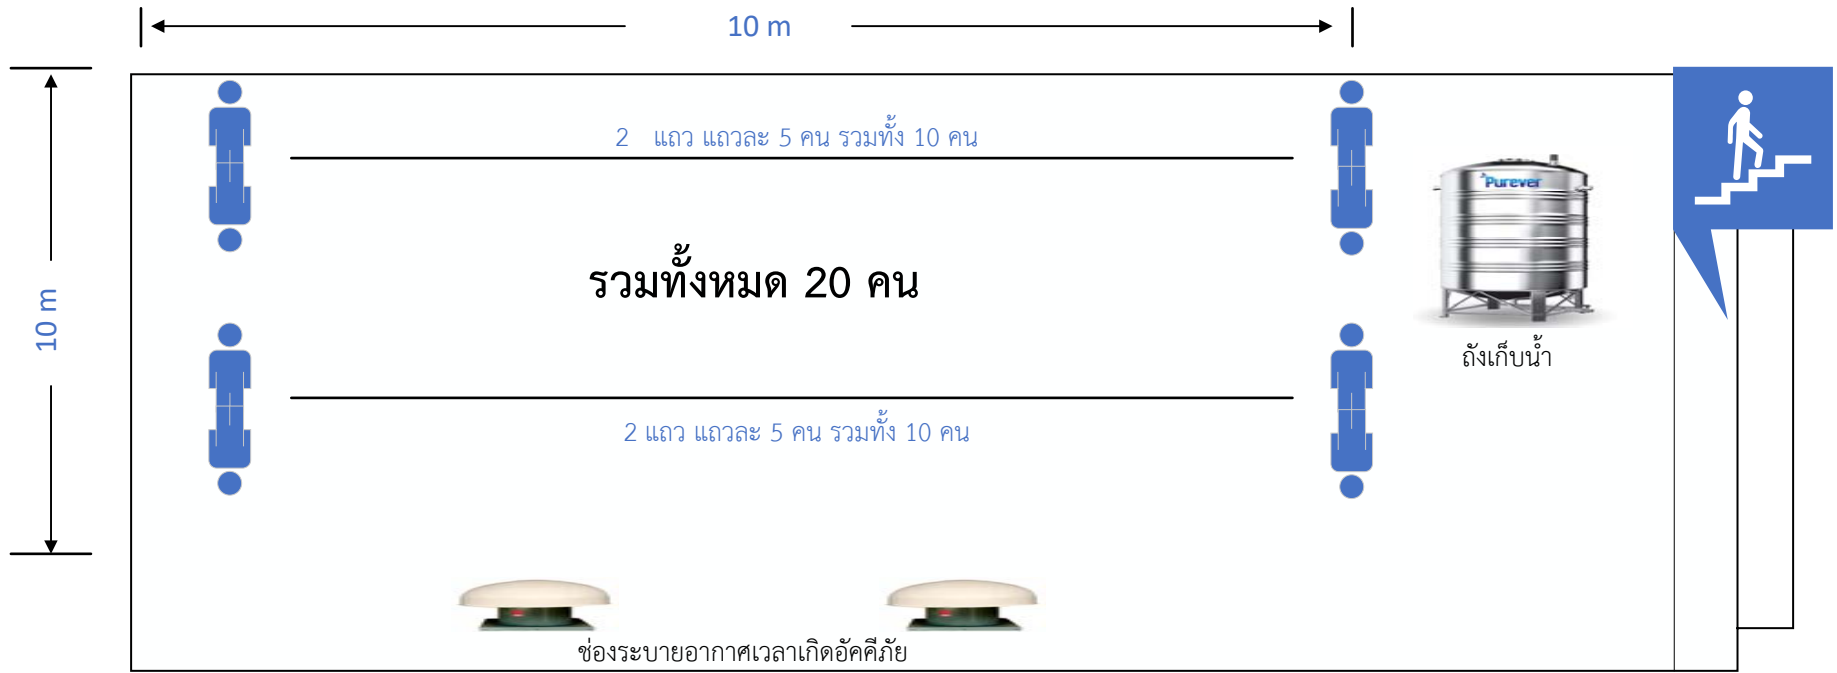 10 m
2 แถว แถวละ 5 คน รวมทั้ง 10 คน
Purever
รวมทั้งหมด 20 คน
10 m
ถังเก็บน้ำ
2 แถว แถวละ 5 คน รวมทั้ง 10 คน
ช่องระบายอากาศเวลาเกิดอัคคีภัย